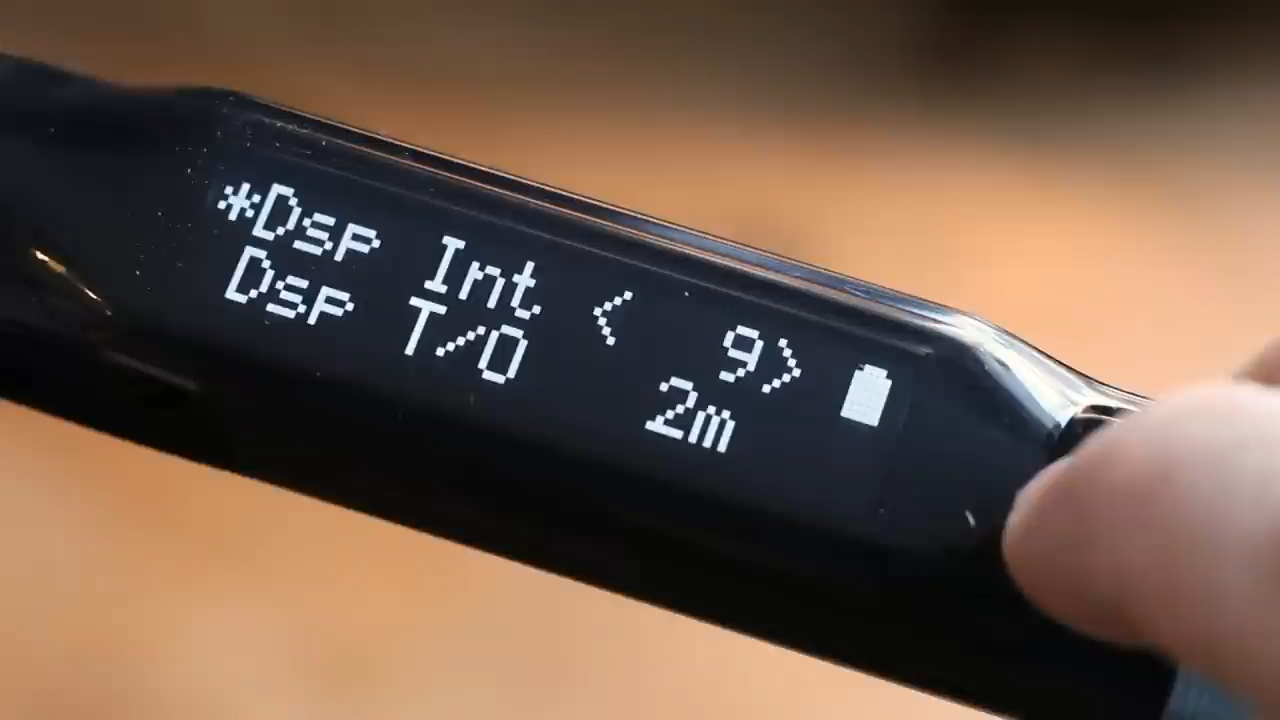 *Dsp Int < 9>
Dsp T/O 2m